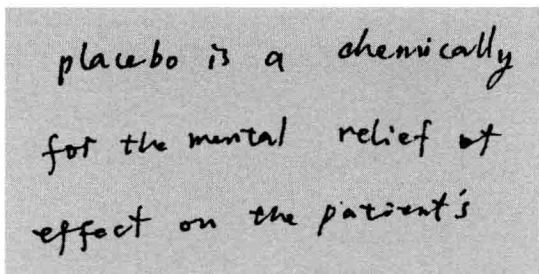 placebo is a chemically
for the mental relief of
effect on the patient's